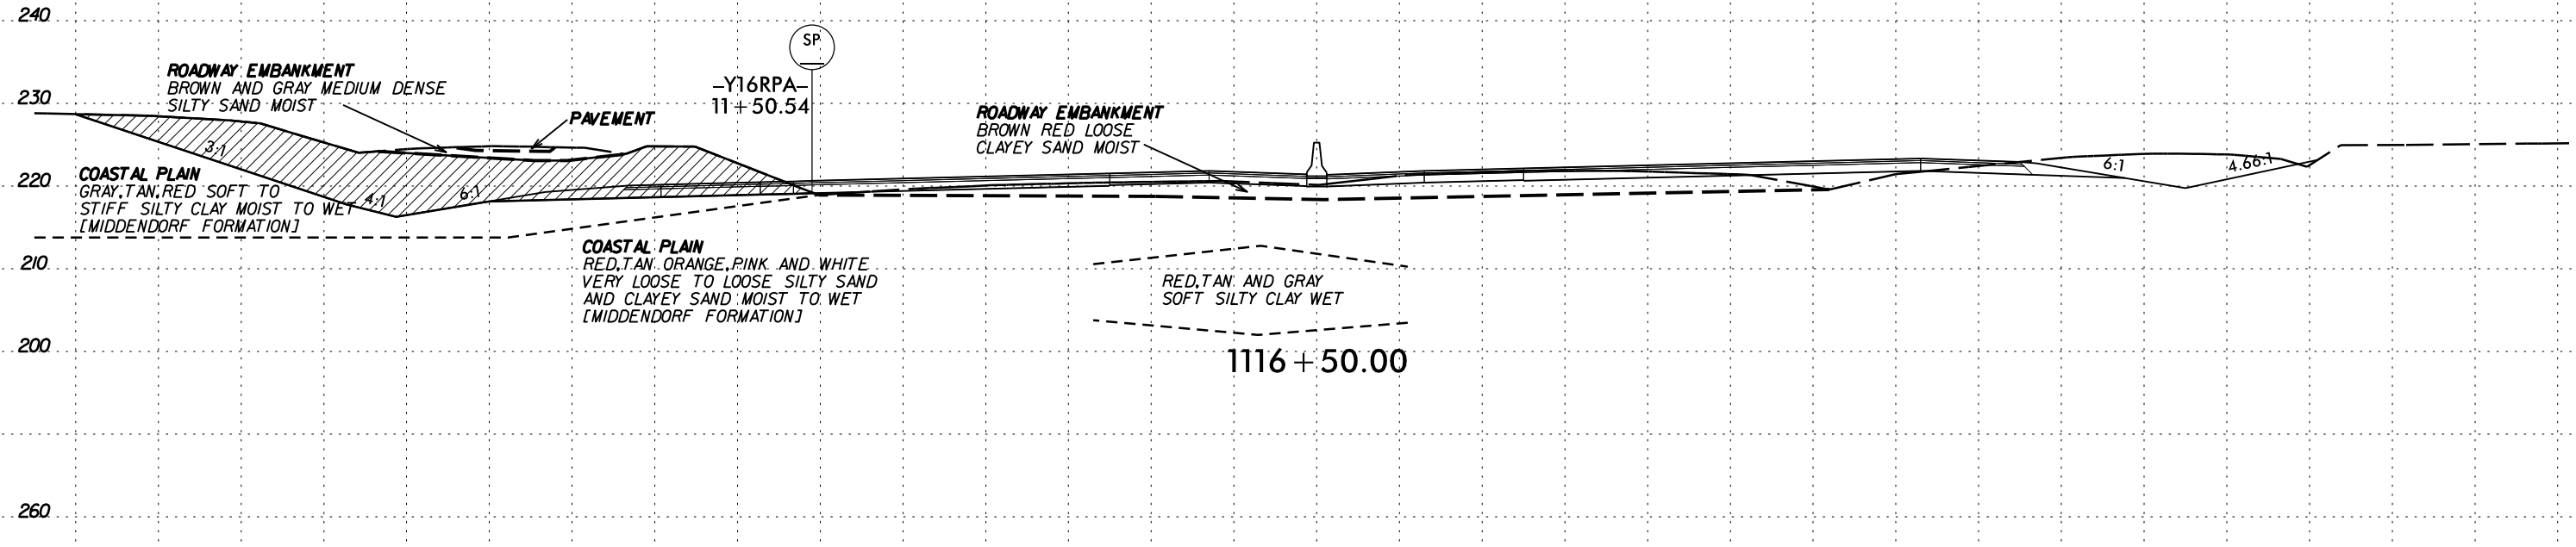 240
SP
ROADWAY EMBANKMENT
BROWN AND GRAY MEDIUM DENSE
SILTY SAND MOIST
-Y16RPA-
11+50.54
230
PAVEMENT
ROADWAY EMBANKMENT
BROWN RED LOOSE
CLAYEY SAND MOIST
3:1
6:1
4.66:1
COASTAL PLAIN
GRAY,TAN,RED SOFT TO
STIFF SILTY CLAY MOIST TO WET
[MIDDENDORF FORMATION]
220
4:1
6:1
COASTAL PLAIN
RED,TAN ORANGE,PINK AND WHITE
VERY LOOSE TO LOOSE SILTY SAND
AND CLAYEY SAND MOIST TO WET
[MIDDENDORF FORMATION]
210
RED,TAN AND GRAY
SOFT SILTY CLAY WET
200
1116+50.00
260